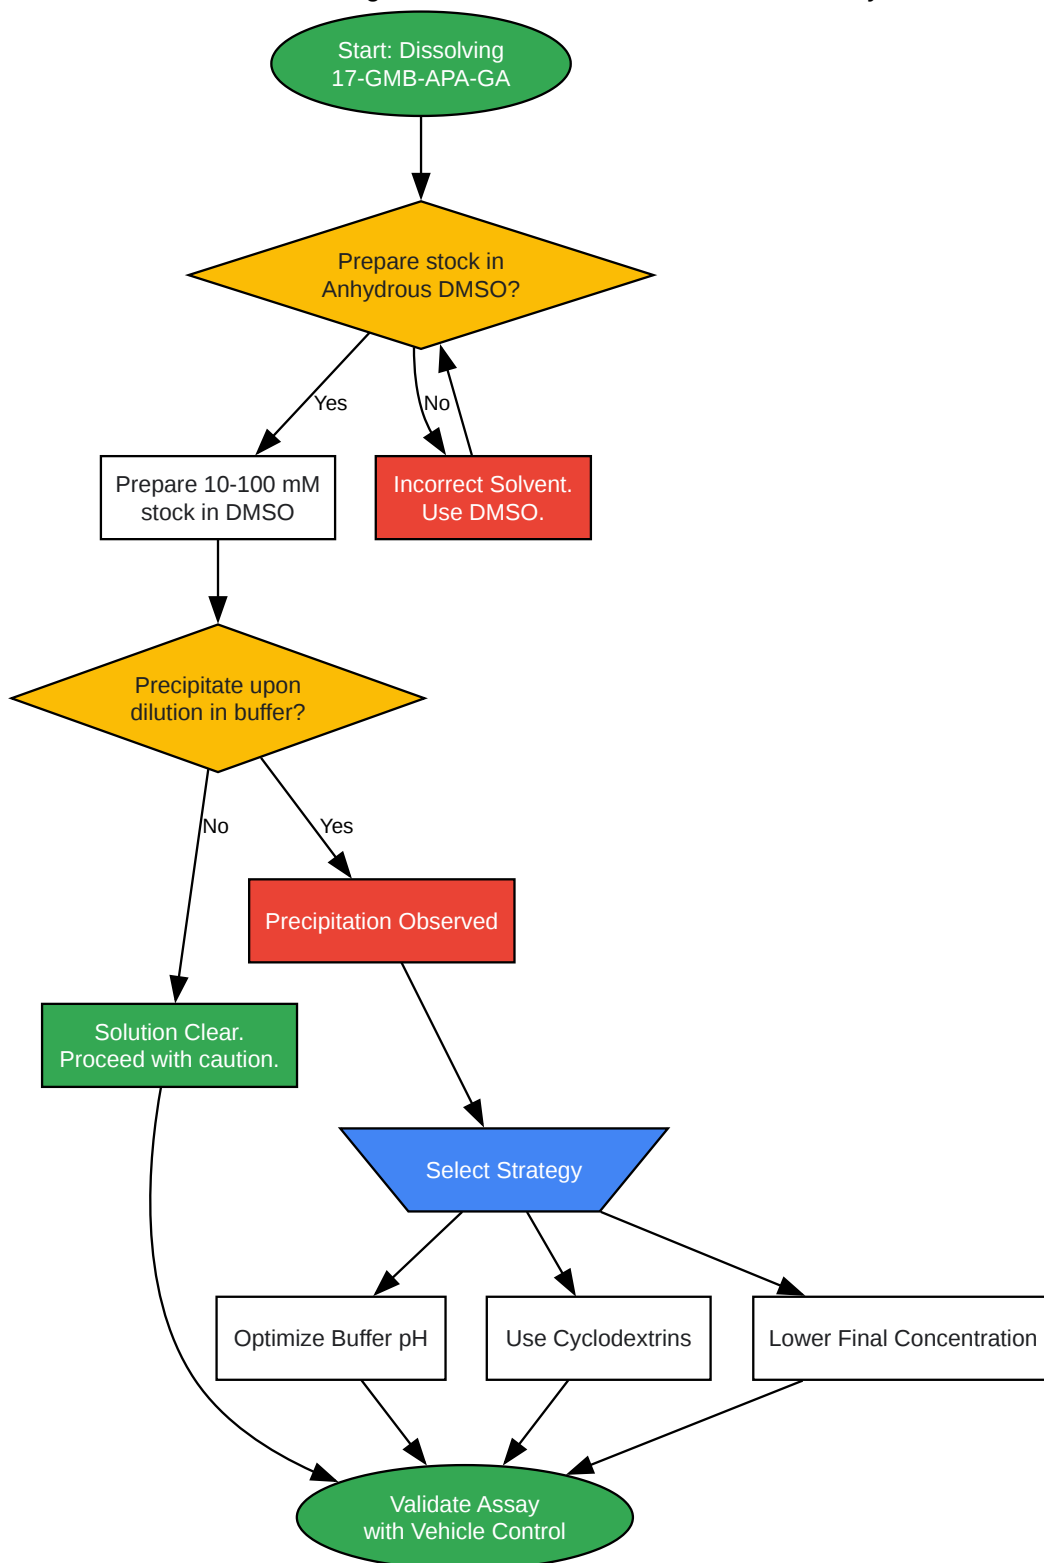 Start: Dissolving
17-GMB-APA-GA
Prepare stock in
Anhydrous DMSO?
Yes
No
Prepare 10-100 mM
stock in DMSO
Incorrect Solvent.
Use DMSO.
Precipitate upon
dilution in buffer?
No
Yes
Precipitation Observed
Solution Clear.
Proceed with caution.
Select Strategy
Optimize Buffer pH
Use Cyclodextrins
Lower Final Concentration
Validate Assay
with Vehicle Control